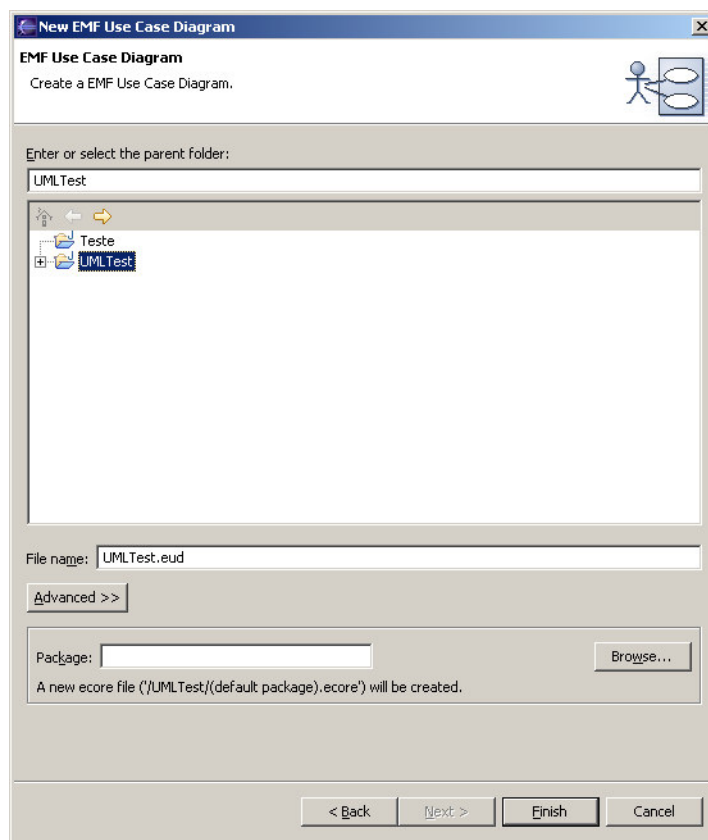 New EMF Use Case Diagram
EMF Use Case Diagram
Create a EMF Use Case Diagram.
Enter or select the parent folder:
UMLTest
Teste
UMLTest
File name: UMLTest.eud
Advanced >>
Package: Browse...
A new ecore file ('/UMLTest/(default package).ecore') will be created.
< Back Next > Finish Cancel